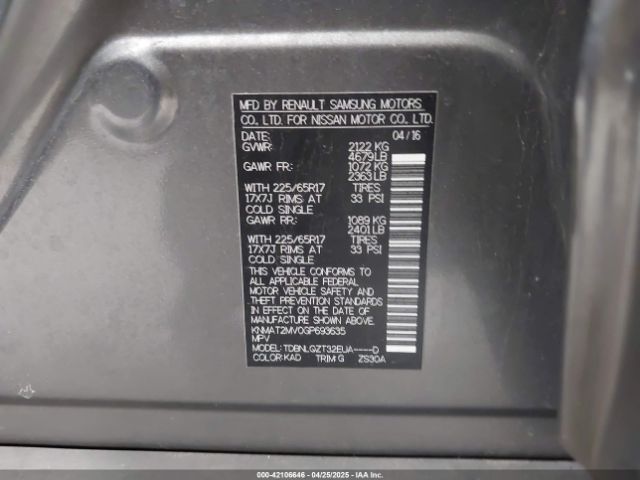 MFD BY RENAULT SAMSUNG MOTORS
CO., LTD. FOR NISSAN MOTOR CO., LTD.
DATE: 04/16
GVWR: 2122 KG
4679LB
GAWR FR: 1072 KG
2363LB
WITH 225/65R17 TIRES
17X7J RIMS AT 33 PSI
COLD SINGLE
GAWR RR: 1089 KG
2401LB
WITH 225/65R17 TIRES
17X7J RIMS AT 33 PSI
COLD SINGLE
THIS VEHICLE CONFORMS TO
ALL APPLICABLE FEDERAL
MOTOR VEHICLE SAFETY AND
THEFT PREVENTION STANDARDS
IN EFFECT ON THE DATE OF
MANUFACTURE SHOWN ABOVE.
KNMAT2MV0GP693635
MPV
MODEL: TDBNLGZT32EUA----D
COLOR: KAD TRIM: G ZS30A
000-42106646 - 04/25/2025 - IAA Inc.